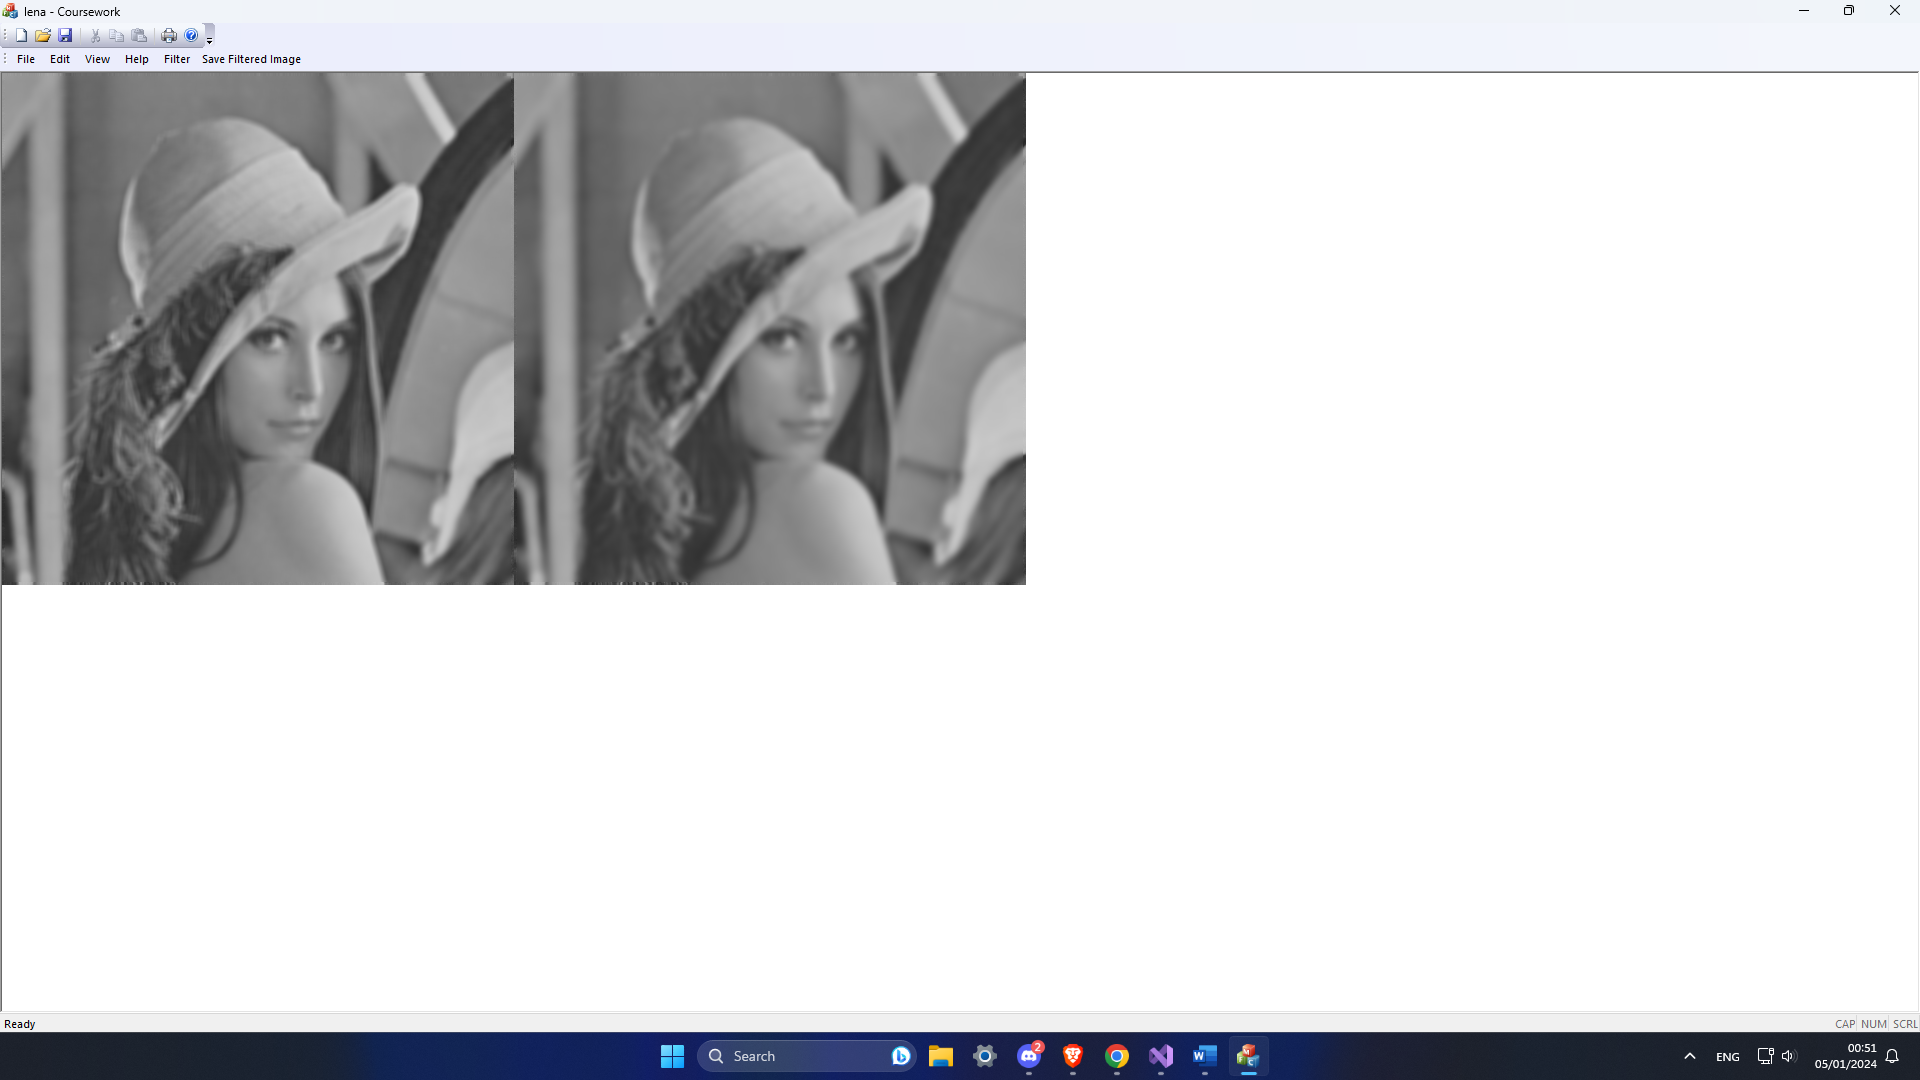 lena - Coursework
File Edit View Help Filter Save Filtered Image
Ready
CAP NUM SCRL
Search
2
ENG
00:51
05/01/2024